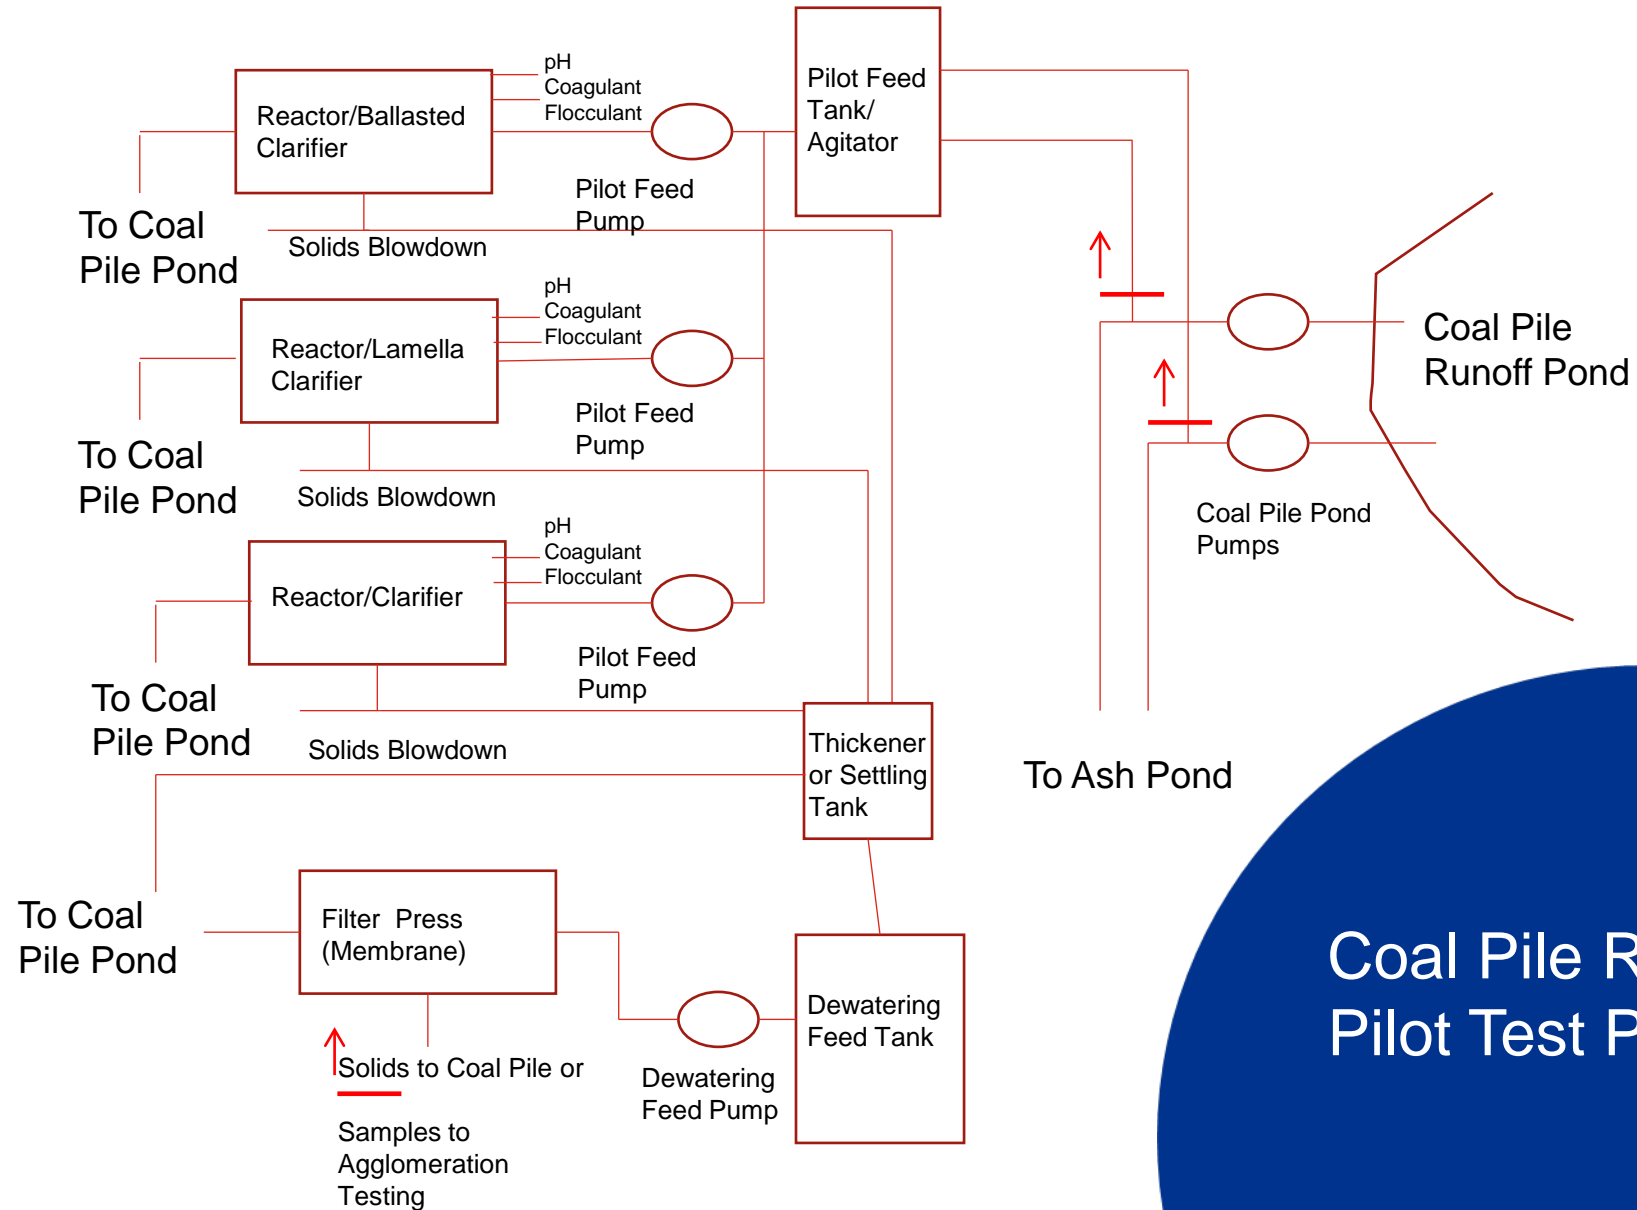 pH
Coagulant
Flocculant
Reactor/Ballasted
Clarifier
Pilot Feed
Tank/
Agitator
Pilot Feed
Pump
To Coal
Pile Pond
Solids Blowdown
pH
Coagulant
Flocculant
Reactor/Lamella
Clarifier
Coal Pile
Runoff Pond
Pilot Feed
Pump
To Coal
Pile Pond
Solids Blowdown
Coal Pile Pond
Pumps
pH
Coagulant
Flocculant
Reactor/Clarifier
Pilot Feed
Pump
To Coal
Pile Pond
Solids Blowdown
Thickener
or Settling
Tank
To Ash Pond
To Coal
Pile Pond
Filter Press
(Membrane)
Dewatering
Feed Tank
Dewatering
Feed Pump
Solids to Coal Pile or
Samples to
Agglomeration
Testing
Coal Pile R
Pilot Test P